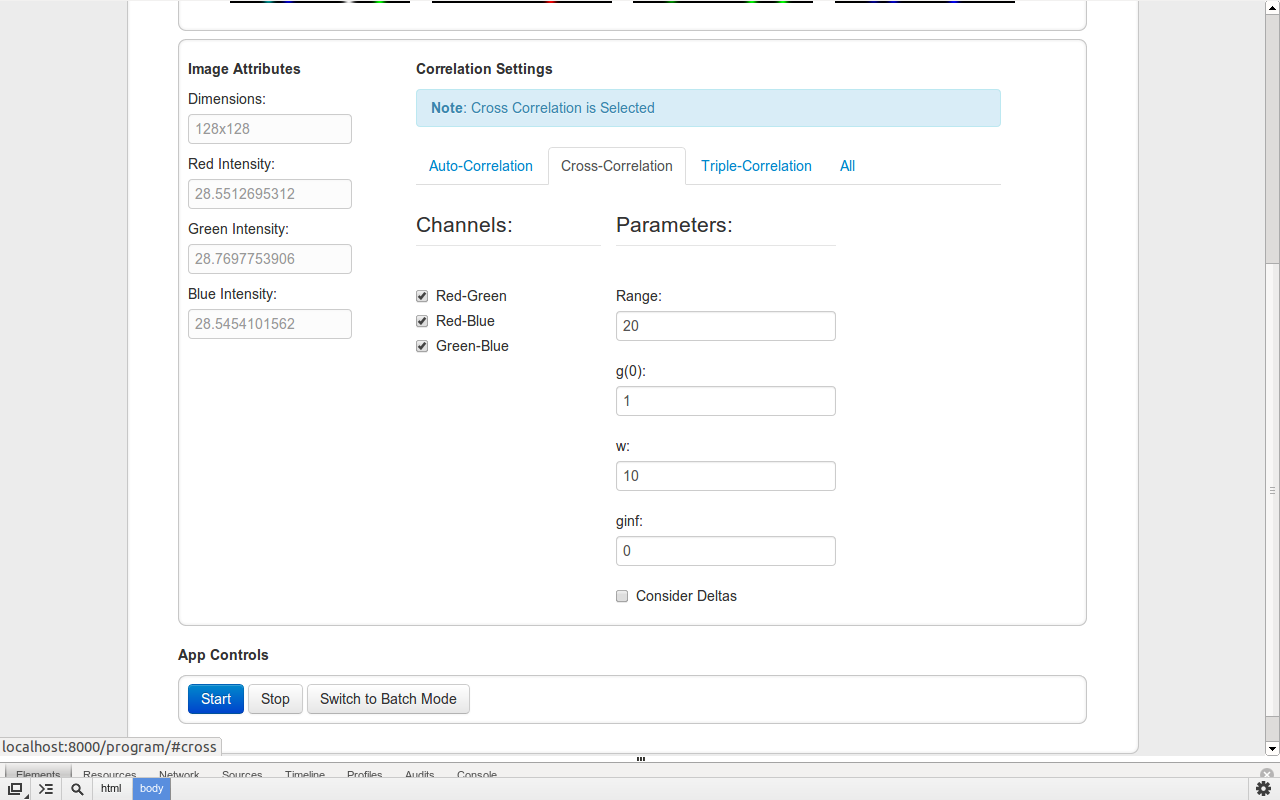 Image Attributes
Dimensions:
128x128
Red Intensity:
28.5512695312
Green Intensity:
28.7697753906
Blue Intensity:
28.5454101562
Correlation Settings
Note: Cross Correlation is Selected
Auto-Correlation Cross-Correlation Triple-Correlation All
Channels:
Red-Green
Red-Blue
Green-Blue
Parameters:
Range:
20
g(0):
1
w:
10
ginf:
0
Consider Deltas
App Controls
Start Stop Switch to Batch Mode
localhost:8000/program/#cross
Elements Resources Network Sources Timeline Profiles Audits Console
html body